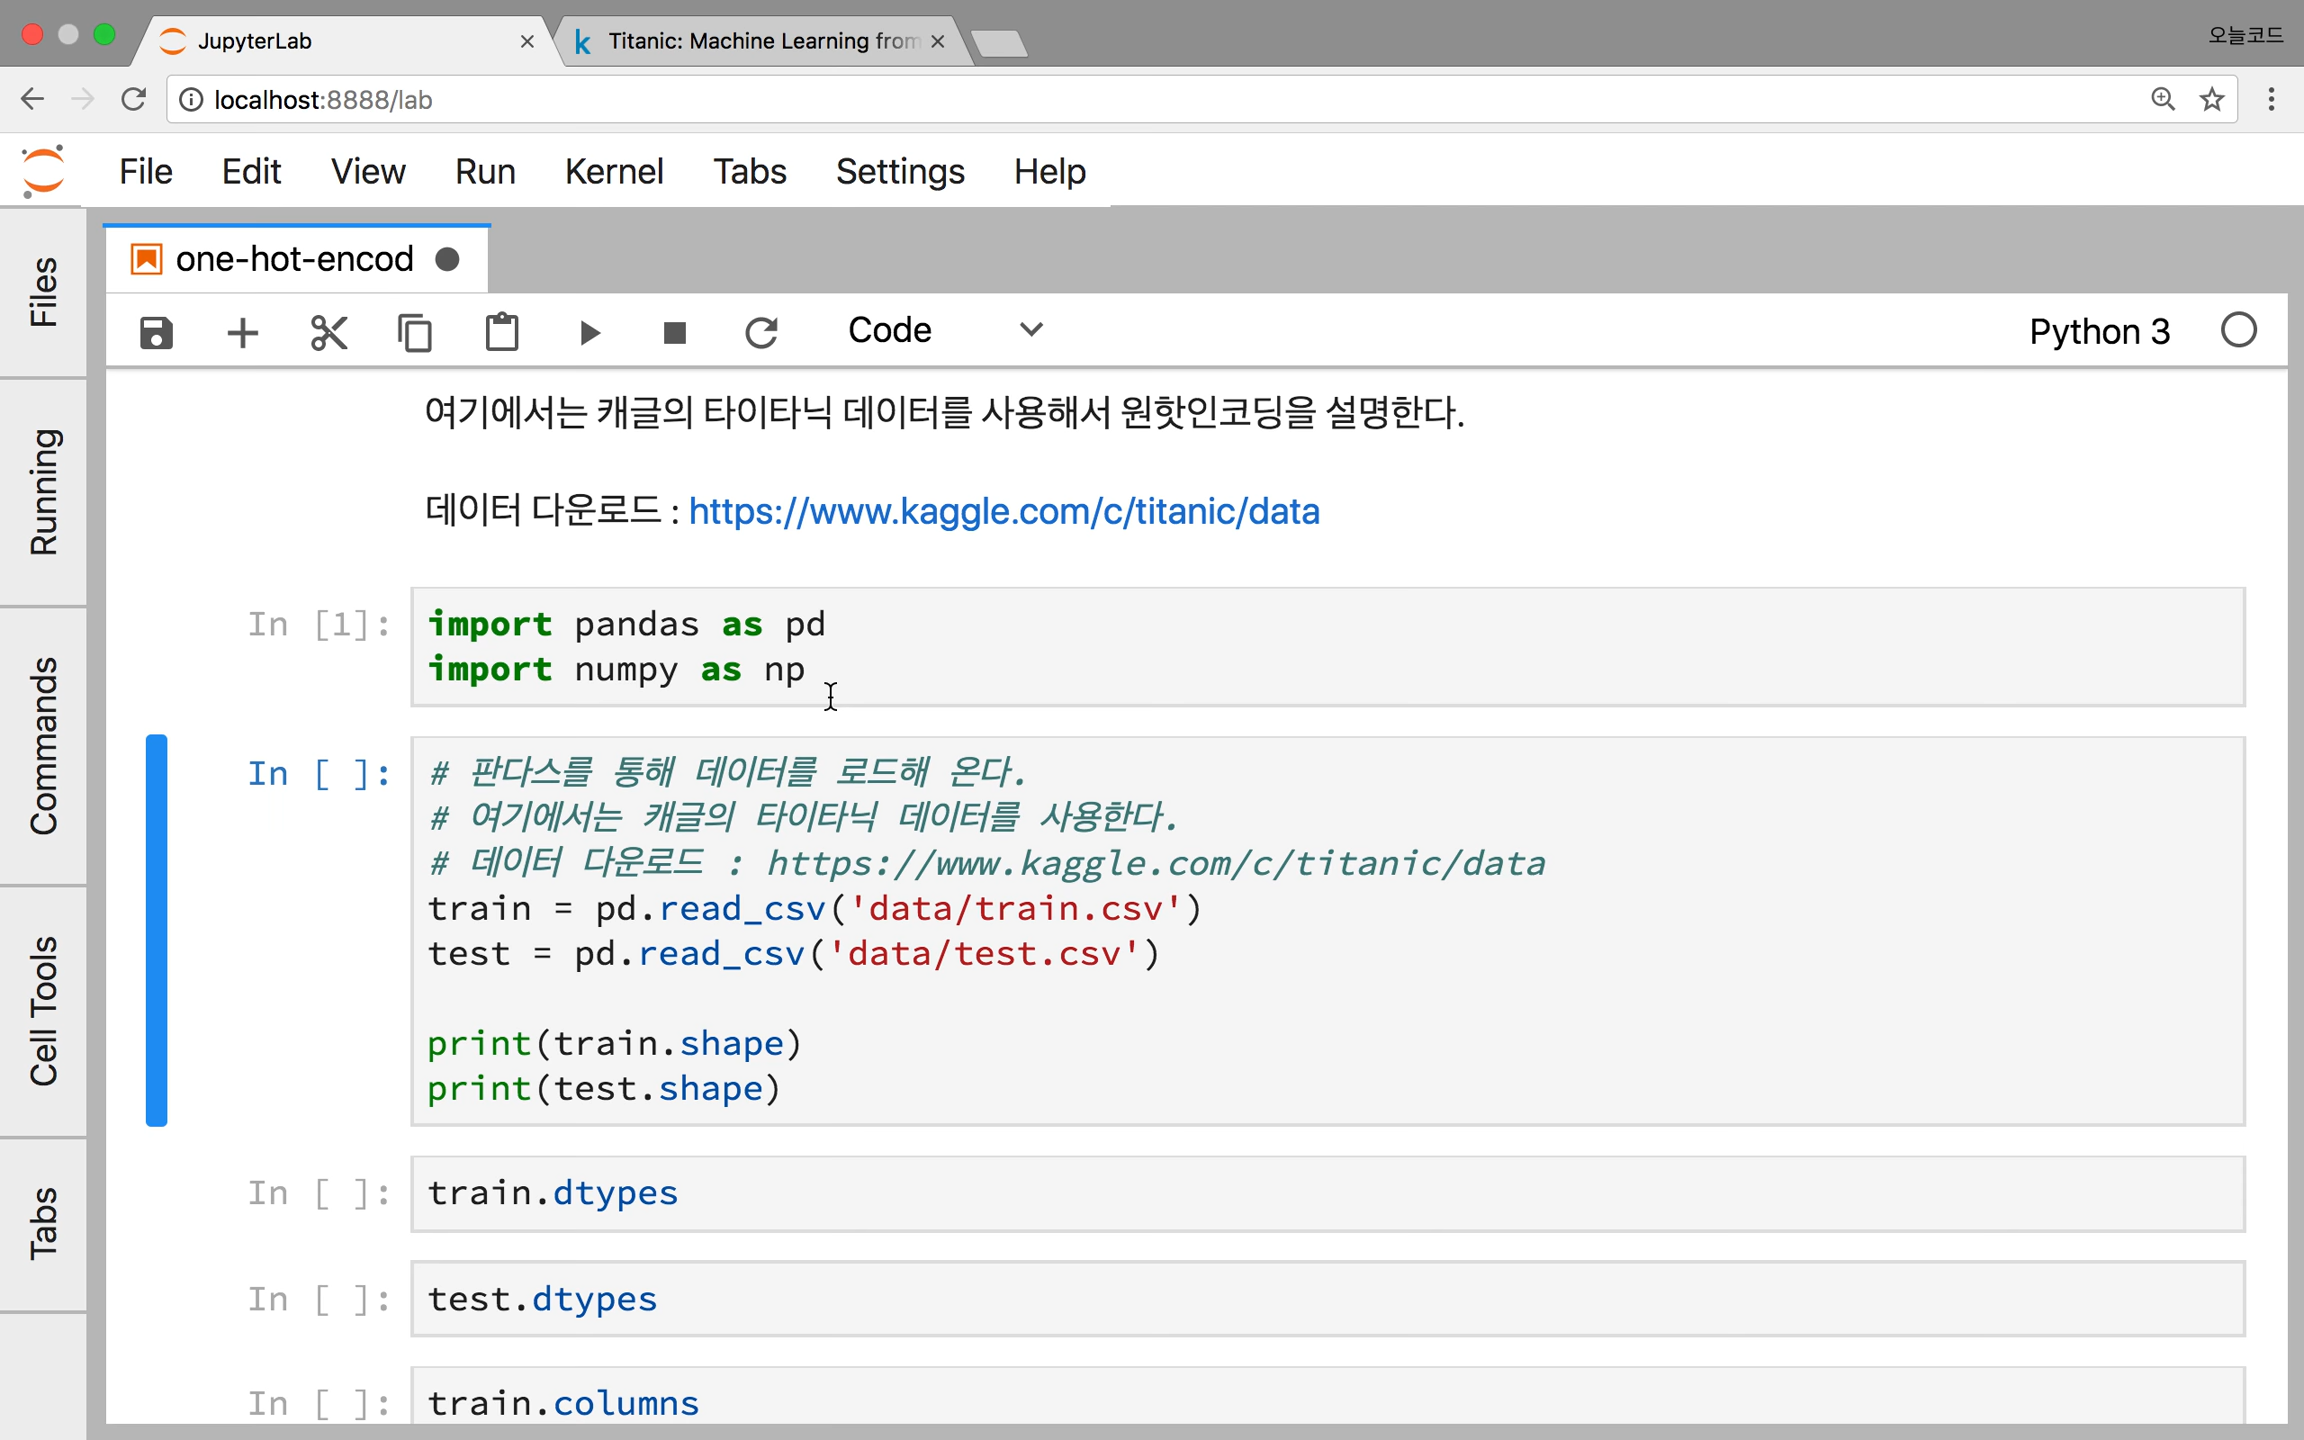 JupyterLab
Titanic: Machine Learning from
오늘코드
localhost:8888/lab
File Edit View Run Kernel Tabs Settings Help
Files
Running
Commands
Cell Tools
Tabs
one-hot-encod
Code
Python 3
여기에서는 캐글의 타이타닉 데이터를 사용해서 원핫인코딩을 설명한다.
데이터 다운로드 : https://www.kaggle.com/c/titanic/data
In [1]: import pandas as pd
import numpy as np
In [ ]: # 판다스를 통해 데이터를 로드해 온다.
# 여기에서는 캐글의 타이타닉 데이터를 사용한다.
# 데이터 다운로드 : https://www.kaggle.com/c/titanic/data
train = pd.read_csv('data/train.csv')
test = pd.read_csv('data/test.csv')
print(train.shape)
print(test.shape)
In [ ]: train.dtypes
In [ ]: test.dtypes
In [ ]: train.columns